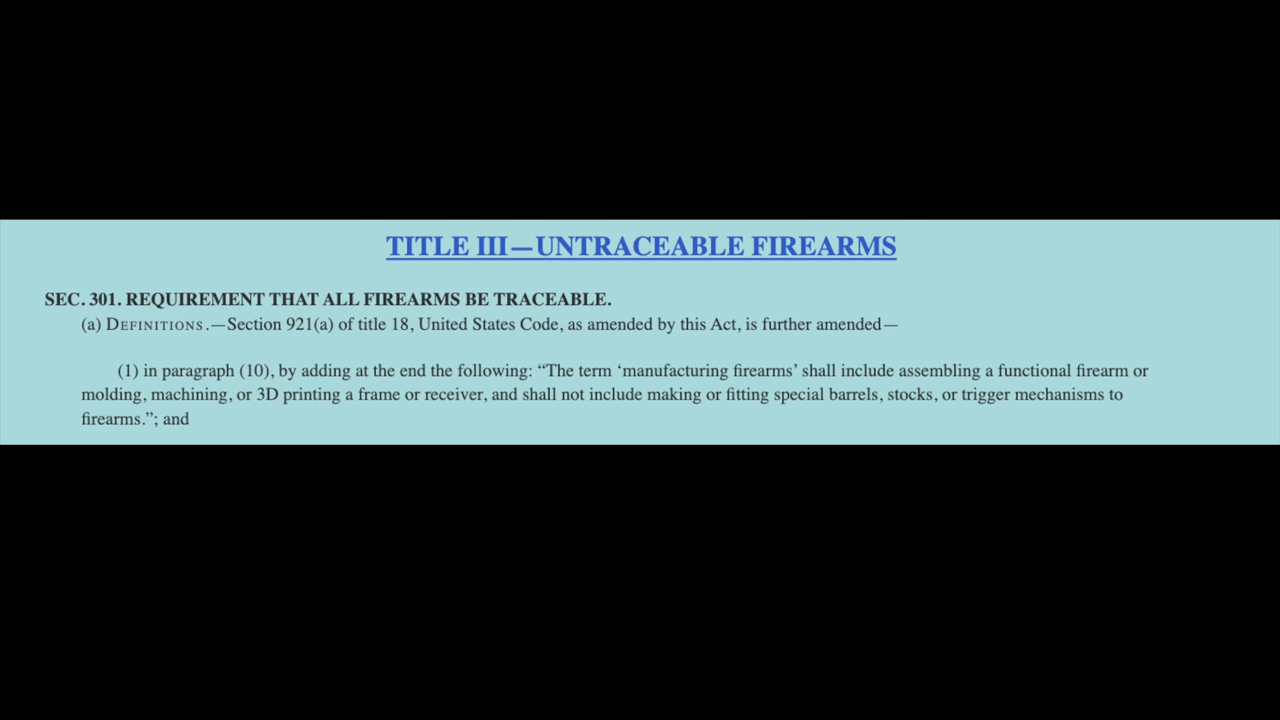 TITLE III—UNTRACEABLE FIREARMS
SEC. 301. REQUIREMENT THAT ALL FIREARMS BE TRACEABLE.
(a) DEFINITIONS.—Section 921(a) of title 18, United States Code, as amended by this Act, is further amended—
(1) in paragraph (10), by adding at the end the following: “The term ‘manufacturing firearms’ shall include assembling a functional firearm or
molding, machining, or 3D printing a frame or receiver, and shall not include making or fitting special barrels, stocks, or trigger mechanisms to
firearms.”; and